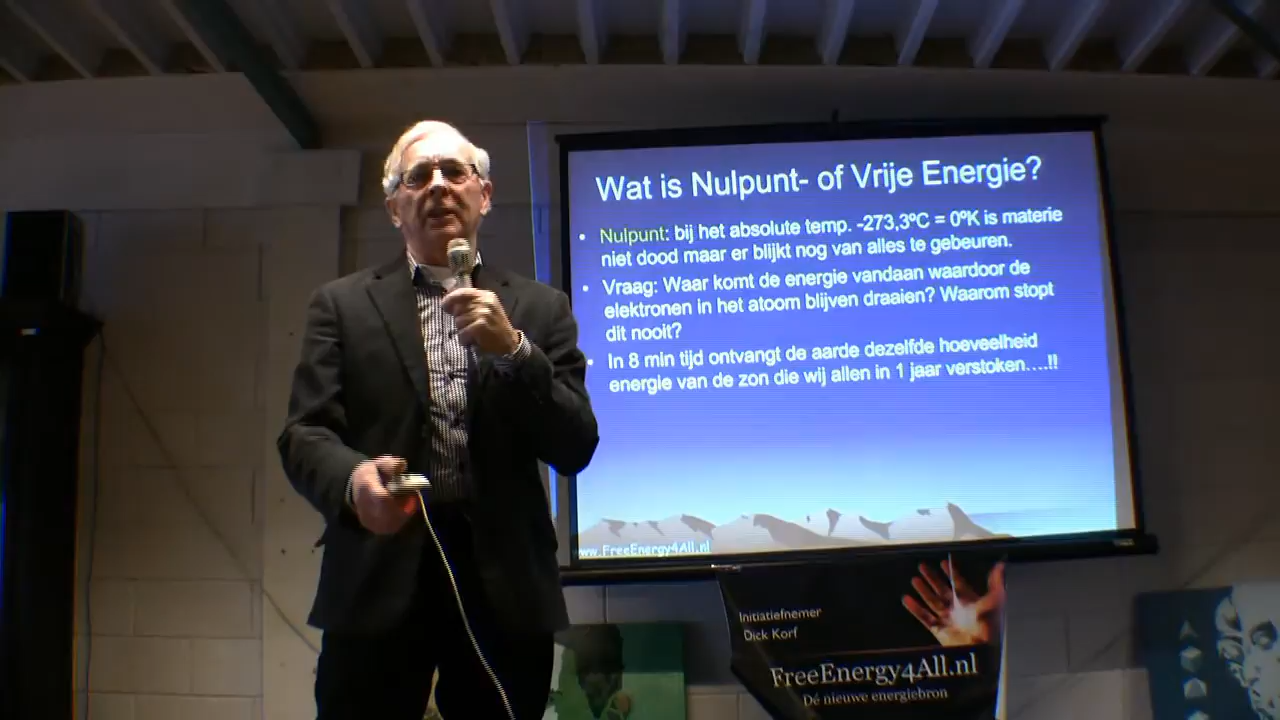 Wat is Nulpunt- of Vrije Energie?
• Nulpunt: bij het absolute temp. -273,3ºC = 0ºK is materie
niet dood maar er blijkt nog van alles te gebeuren.
• Vraag: Waar komt de energie vandaan waardoor de
elektronen in het atoom blijven draaien? Waarom stopt
dit nooit?
• In 8 min tijd ontvangt de aarde dezelfde hoeveelheid
energie van de zon die wij allen in 1 jaar verstoken....!!
www.FreeEnergy4All.nl
Initiatiefnemer
Dick Korf
FreeEnergy4All.nl
Dé nieuwe energiebron